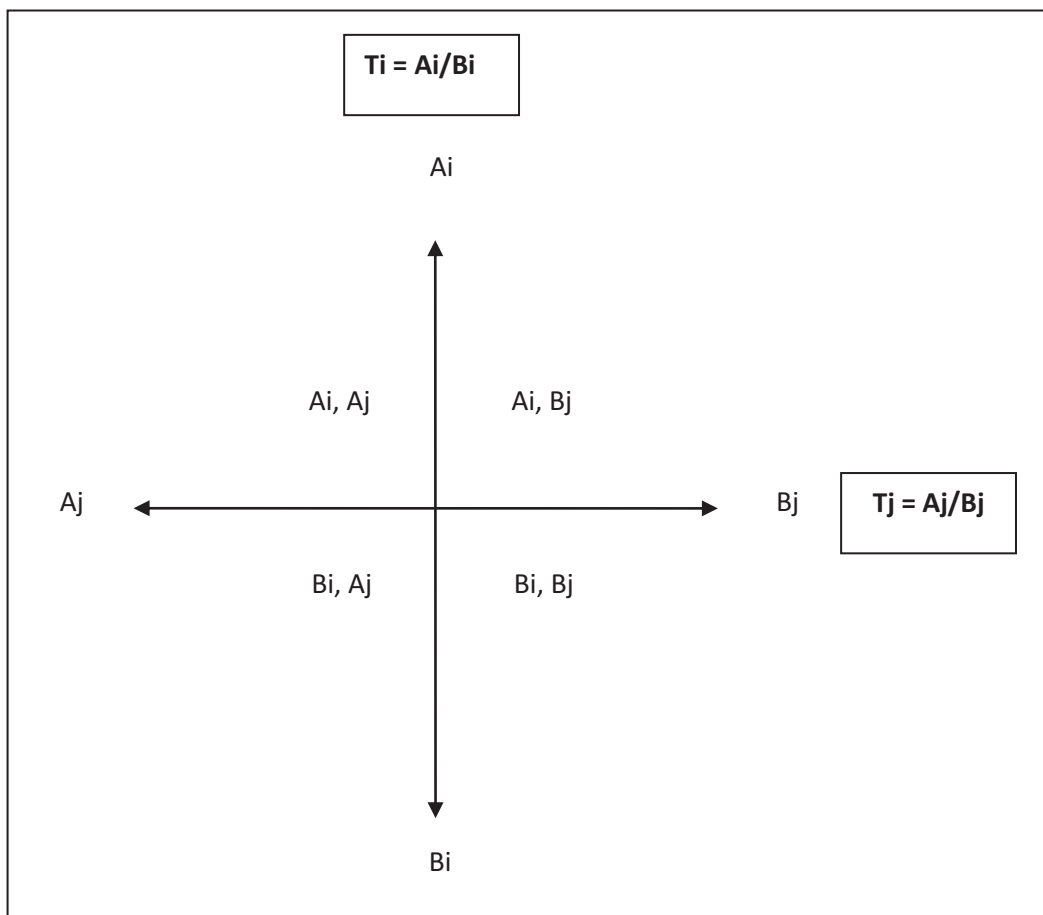 Ti = Ai/Bi
Ai
Ai, Aj
Ai, Bj
Aj
Bj
Tj = Aj/Bj
Bi, Aj
Bi, Bj
Bi